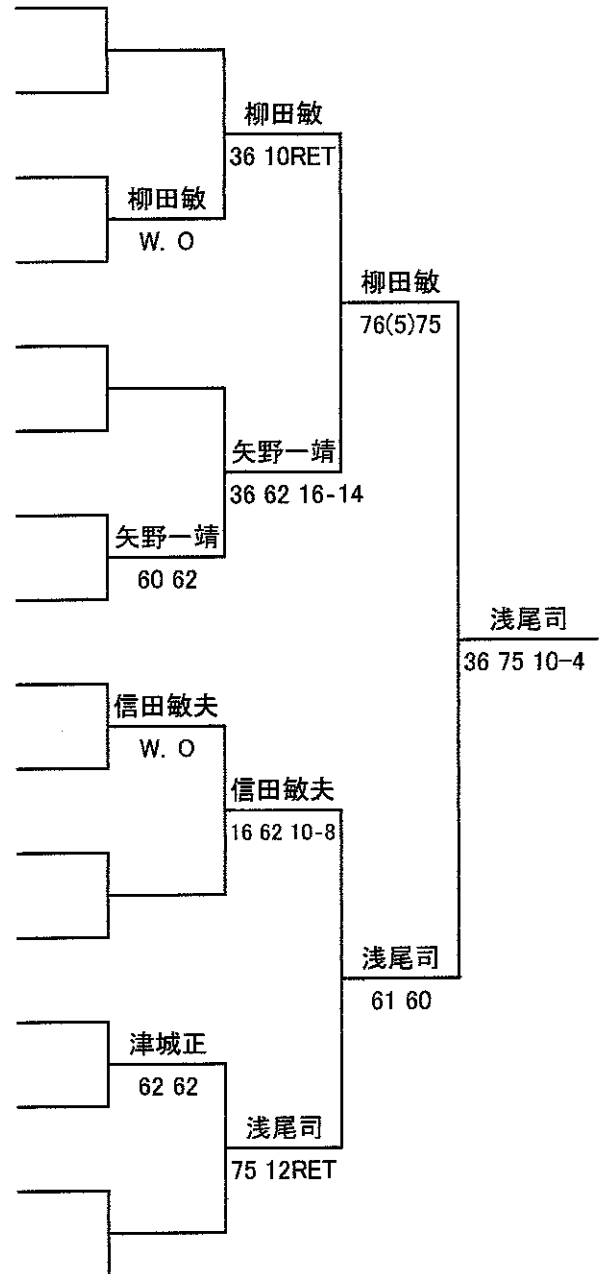 柳田敏
36 10RET
柳田敏
W. O
柳田敏
76(5)75
矢野一靖
36 62 16-14
矢野一靖
60 62
浅尾司
36 75 10-4
信田敏夫
W. O
信田敏夫
16 62 10-8
浅尾司
61 60
津城正
62 62
浅尾司
75 12RET